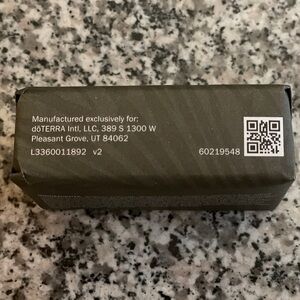 Manufactured exclusively for:
dōTERRA Intl, LLC, 389 S 1300 W
Pleasant Grove, UT 84062
L3360011892 v2
60219548